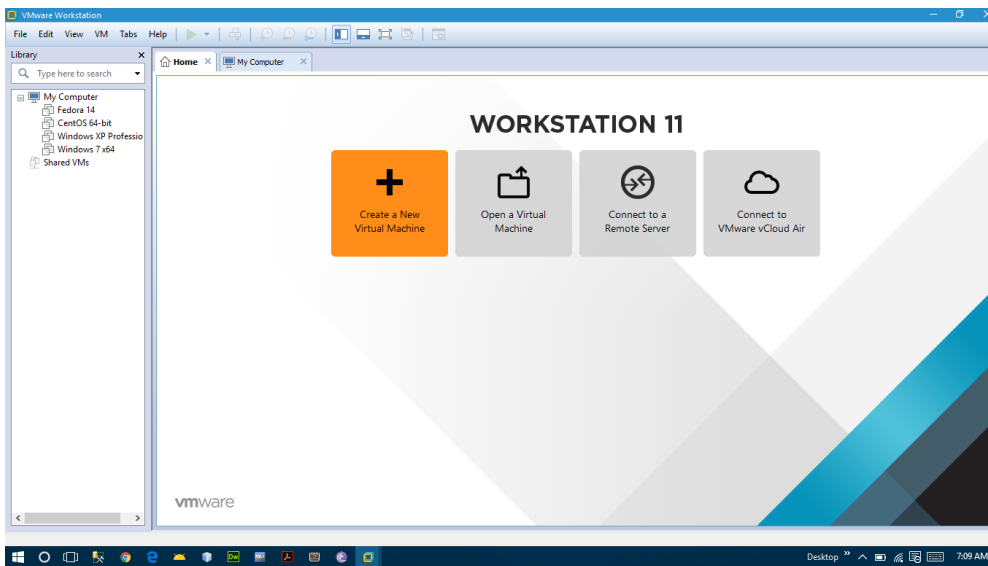 VMware Workstation
File Edit View VM Tabs Help
Library
Type here to search
My Computer
Fedora 14
CentOS 64-bit
Windows XP Professio
Windows 7 x64
Shared VMs
Home
My Computer
WORKSTATION 11
Create a New
Virtual Machine
Open a Virtual
Machine
Connect to a
Remote Server
Connect to
VMware vCloud Air
vmware
Dw
Desktop
7:09 AM